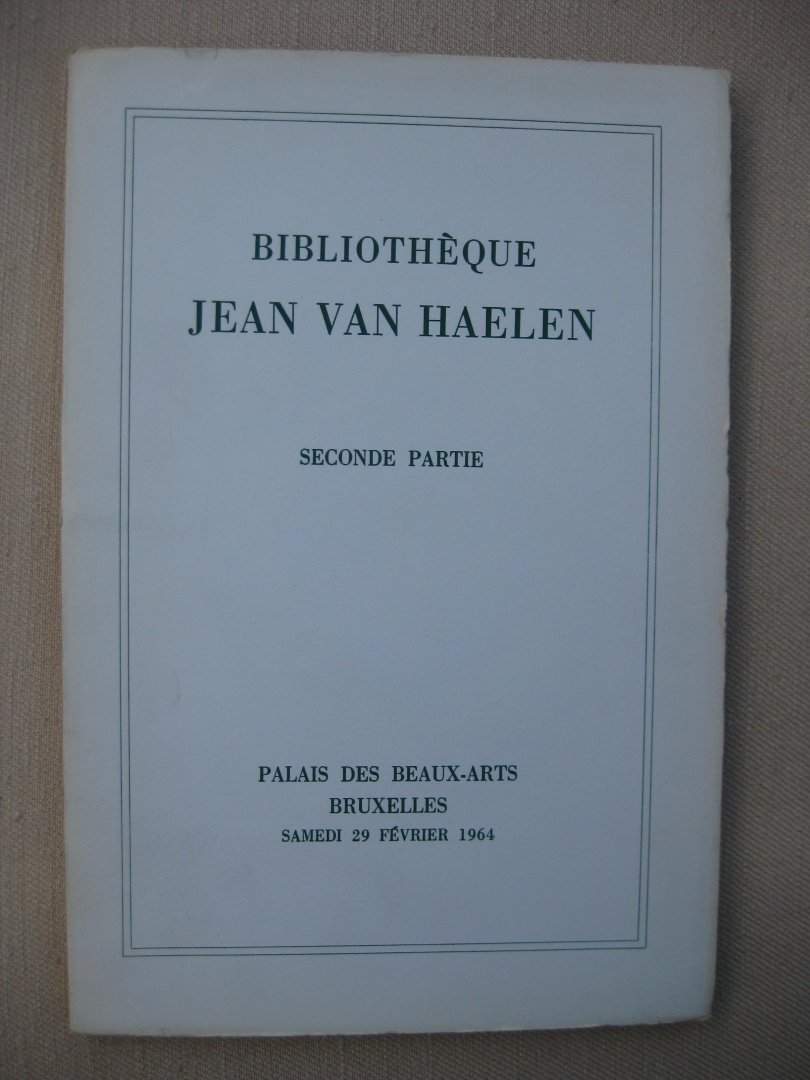 BIBLIOTHÈQUE
JEAN VAN HAELEN
SECONDE PARTIE
PALAIS DES BEAUX-ARTS
BRUXELLES
SAMEDI 29 FÉVRIER 1964